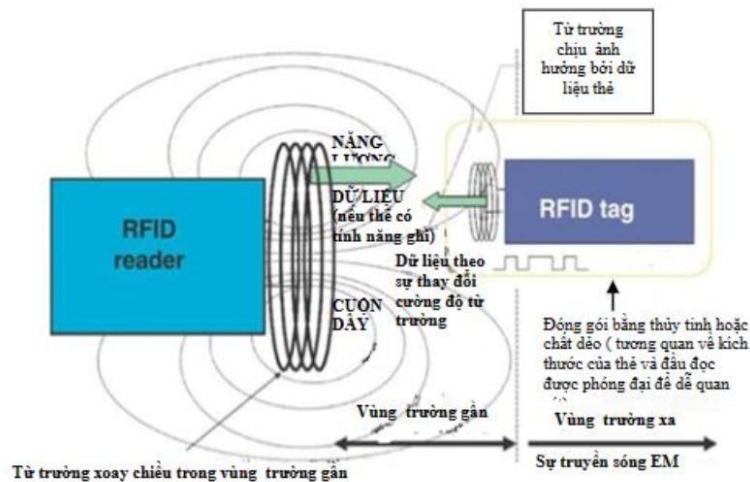 Từ trường
chịu ảnh
hưởng bởi dữ
liệu thẻ
NĂNG
LƯỢNG
DỮ LIỆU
(nếu thẻ có
tính năng ghi)
RFID
reader
RFID tag
Dữ liệu theo
sự thay đổi
cường độ từ
trường
CUỘN
DÂY
Đóng gói bằng thủy tinh hoặc
chất dẻo ( tương quan về kích
thước của thẻ và đầu đọc
được phóng đại để dễ quan
Vùng trường gần
Vùng trường xa
Sự truyền sóng EM
Từ trường xoay chiều trong vùng trường gần